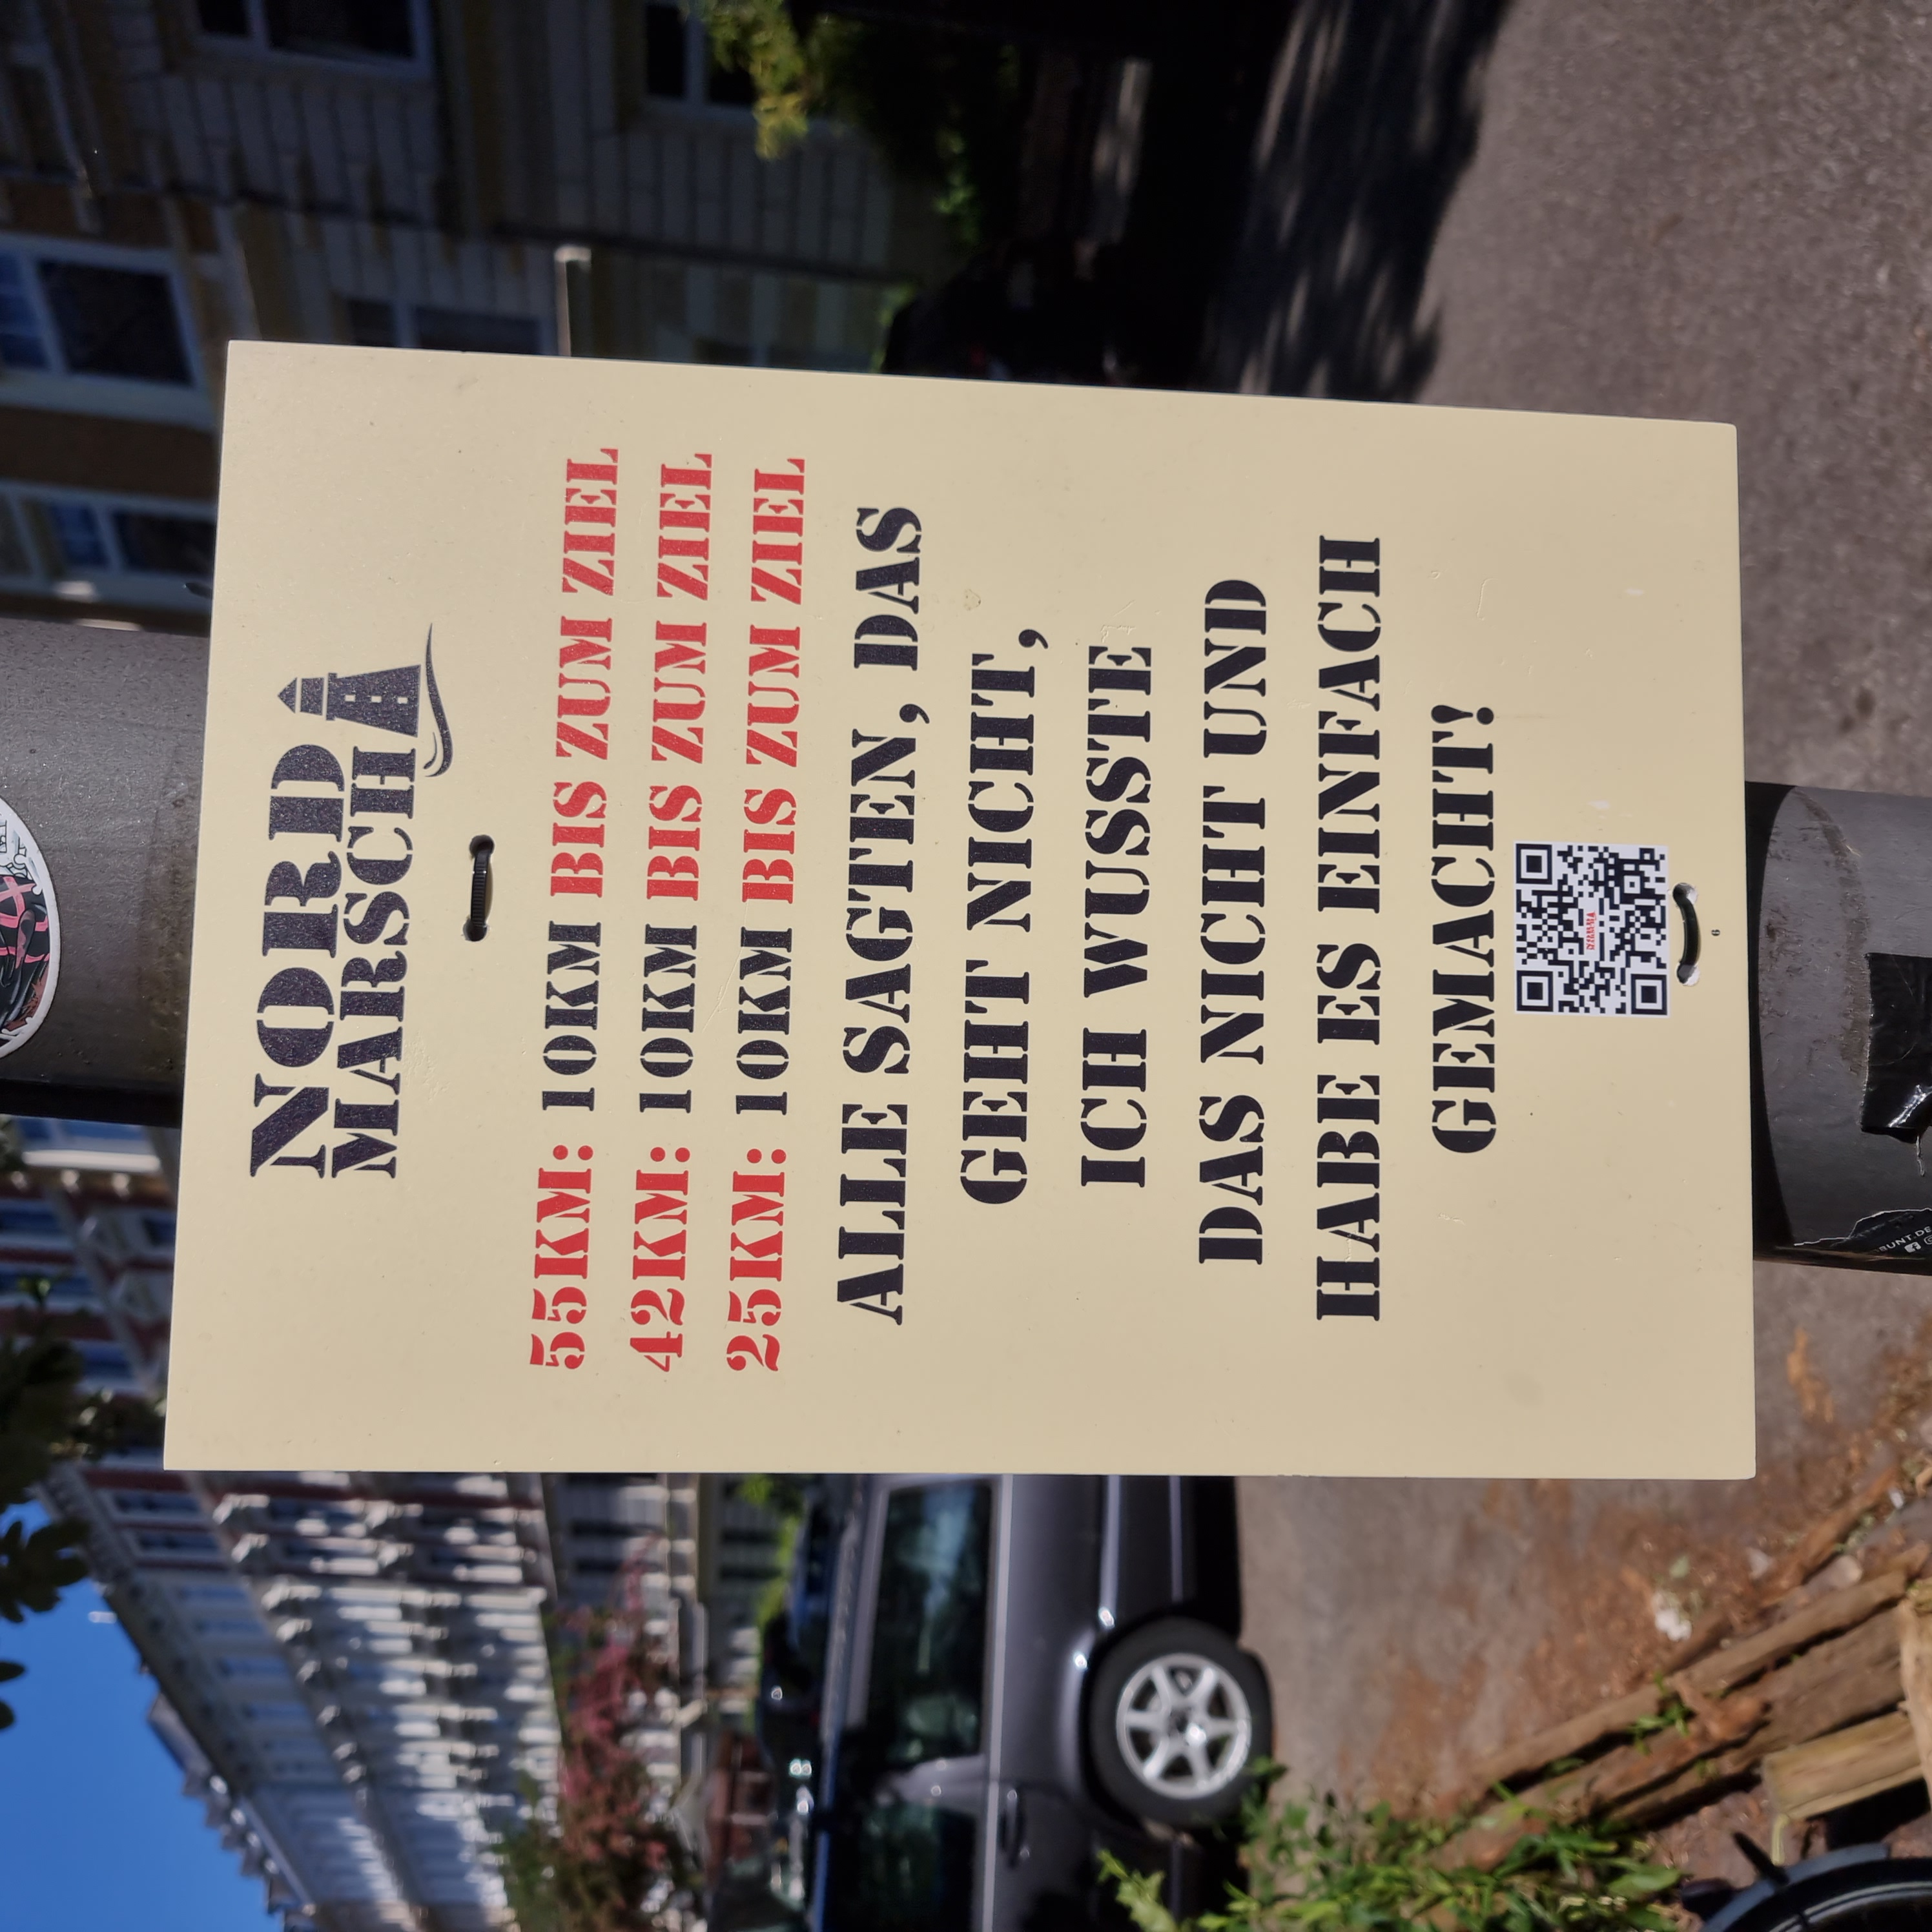 NORD
MARSCH
55KM: 10KM BIS ZUM ZIEL
42KM: 10KM BIS ZUM ZIEL
25KM: 10KM BIS ZUM ZIEL
ALLE SAGTEN, DAS
GEHT NICHT,
ICH WUSSTE
DAS NICHT UND
HABE ES EINFACH
GEMACHT!
6